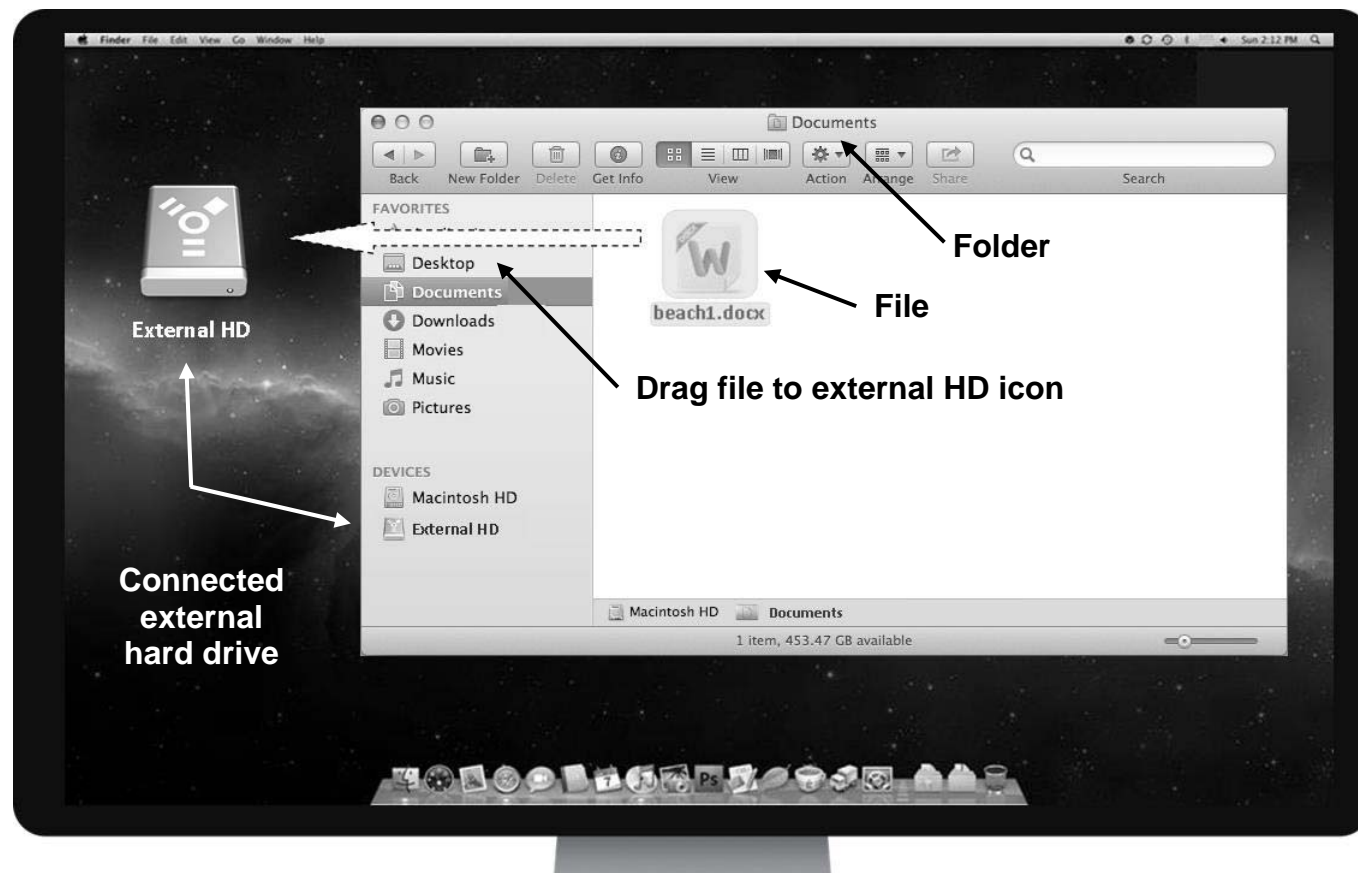 Finder File Edit View Go Window Help
Sun 2:12 PM
Documents
Back New Folder Delete Get Info View Action Arrange Share Search
FAVORITES
Desktop
Documents
Downloads
Movies
Music
Pictures
DEVICES
Macintosh HD
External HD
W
beach1.docx
Folder
File
Drag file to external HD icon
External HD
Connected
external
hard drive
Macintosh HD Documents
1 item, 453.47 GB available
7
Ps